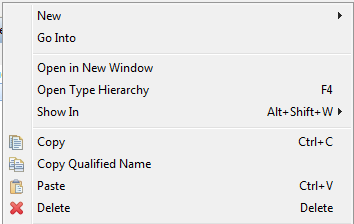 New
Go Into
Open in New Window
Open Type Hierarchy F4
Show In Alt+Shift+W
Copy Ctrl+C
Copy Qualified Name
Paste Ctrl+V
Delete Delete